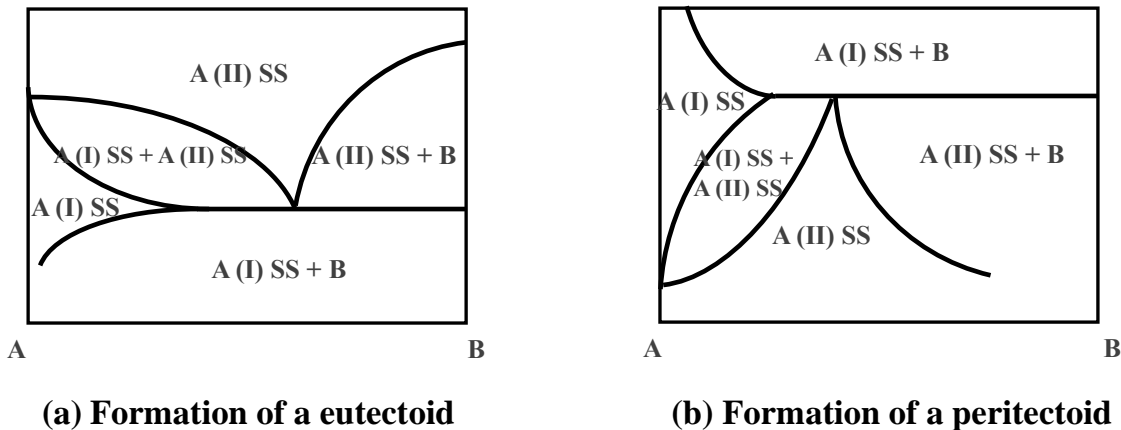 A (II) SS
A (I) SS + A (II) SS
A (II) SS + B
A (I) SS
A (I) SS + B
A
B
(a) Formation of a eutectoid
A (I) SS + B
A (I) SS
A (I) SS +
A (II) SS
A (II) SS + B
A (II) SS
A
B
(b) Formation of a peritectoid